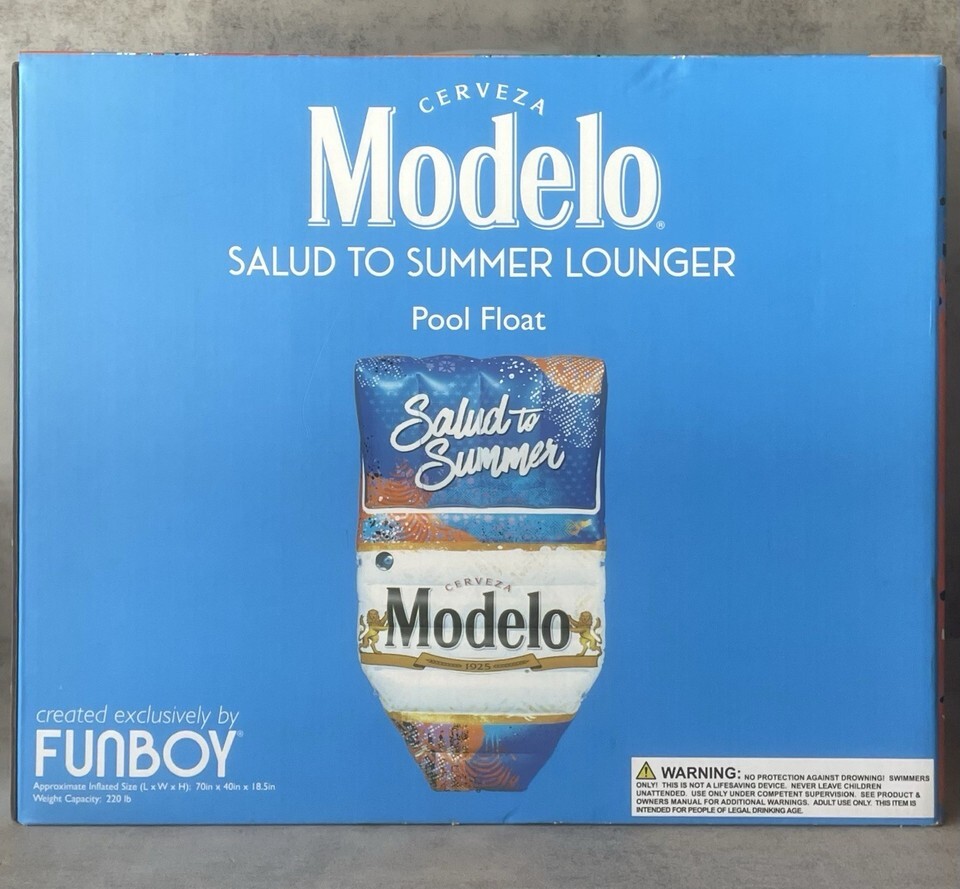 CERVEZA
Modelo®
SALUD TO SUMMER LOUNGER
Pool Float
Salud to
Summer
CERVEZA
Modelo
1925
created exclusively by
FUNBOY®
Approximate Inflated Size (L x W x H): 70in x 40in x 18.5in
Weight Capacity: 220 lb
WARNING: NO PROTECTION AGAINST DROWNING! SWIMMERS
ONLY! THIS IS NOT A LIFESAVING DEVICE. NEVER LEAVE CHILDREN
UNATTENDED. USE ONLY UNDER COMPETENT SUPERVISION. SEE PRODUCT &
OWNERS MANUAL FOR ADDITIONAL WARNINGS. ADULT USE ONLY. THIS ITEM IS
INTENDED FOR PEOPLE OF LEGAL DRINKING AGE.